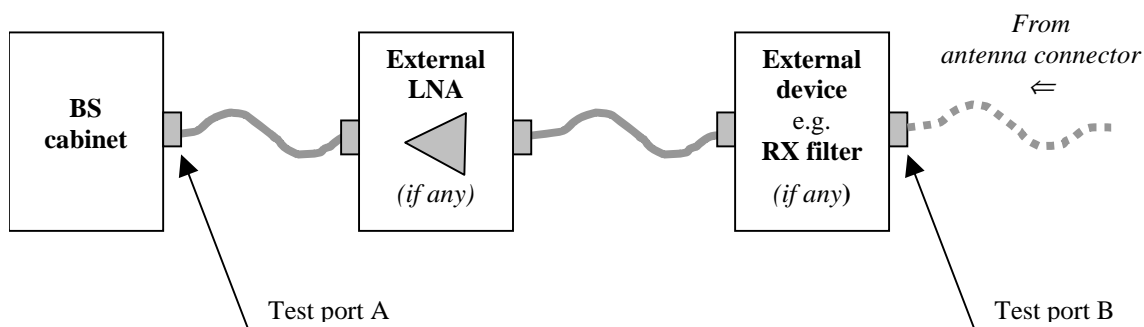 BS
cabinet
External
LNA
(if any)
External
device
e.g.
RX filter
(if any)
From
antenna connector
⇐
Test port A
Test port B